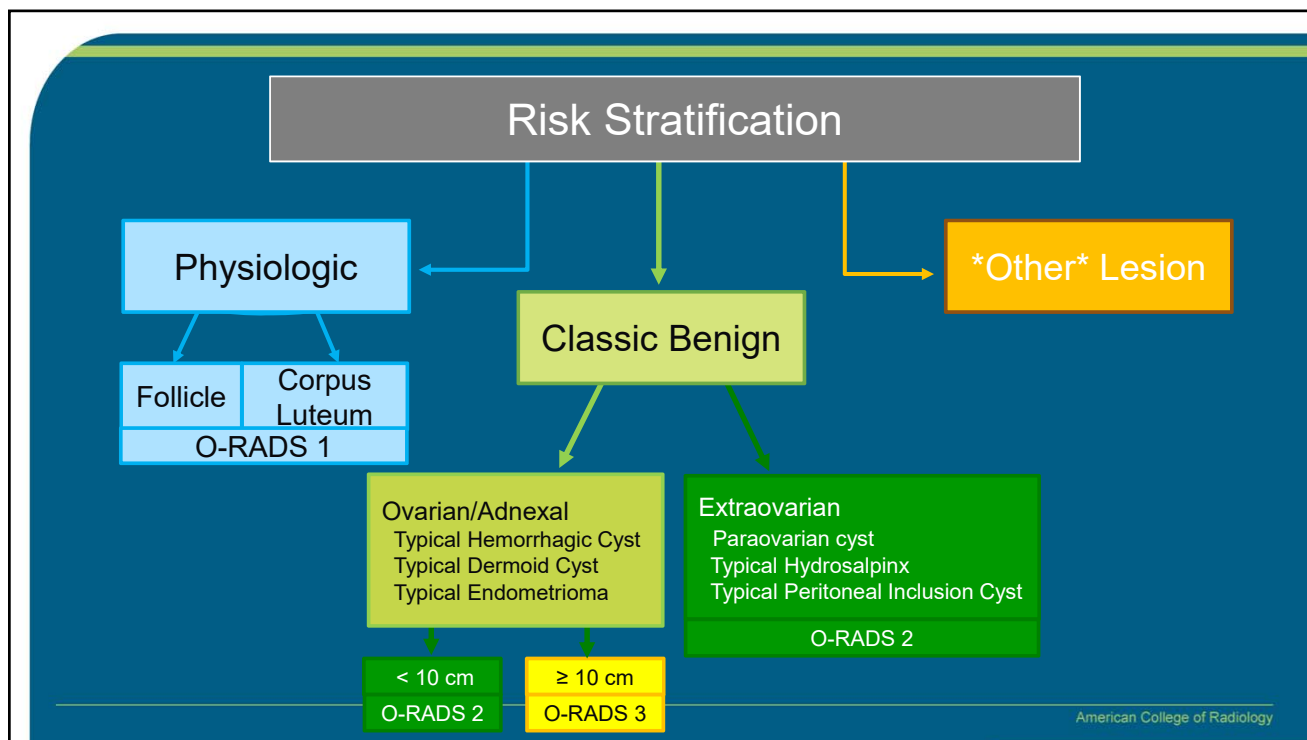 Risk Stratification
Physiologic
*Other* Lesion
Classic Benign
Follicle
Corpus
Luteum
O-RADS 1
Ovarian/Adnexal
Typical Hemorrhagic Cyst
Typical Dermoid Cyst
Typical Endometrioma
Extraovarian
Paraovarian cyst
Typical Hydrosalpinx
Typical Peritoneal Inclusion Cyst
O-RADS 2
< 10 cm
O-RADS 2
≥ 10 cm
O-RADS 3
American College of Radiology